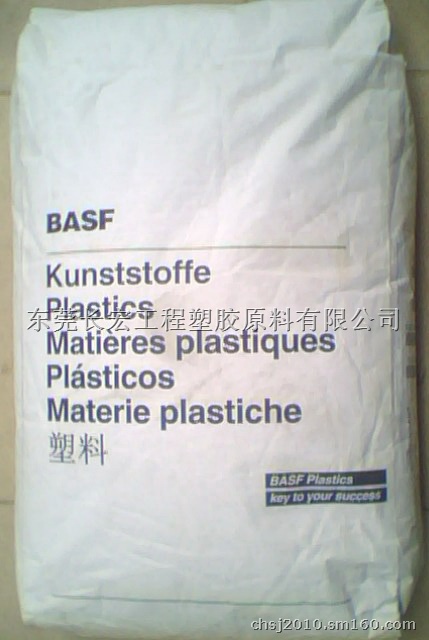 BASF
Kunststoffe
Plastics
东莞长宏工程塑胶原料有限公司
Matières plastiques
Plásticos
Materie plastiche
塑料
BASF Plastics
key to your success
chsj2010.sm160.com